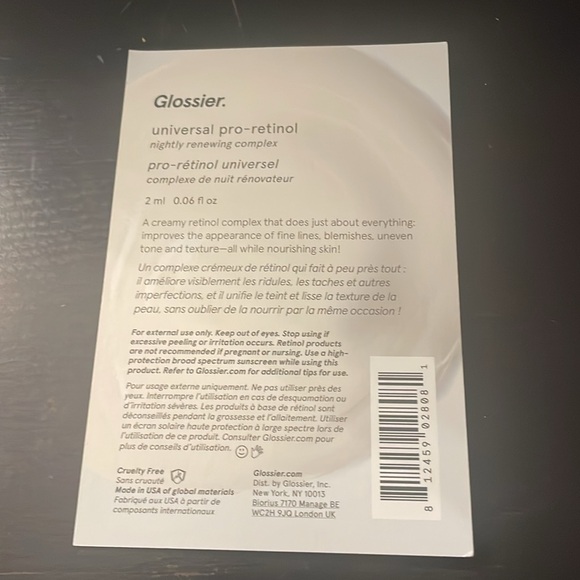 Glossier.
universal pro-retinol
nightly renewing complex
pro-rétinol universel
complexe de nuit rénovateur
2 ml 0.06 fl oz
A creamy retinol complex that does just about everything:
improves the appearance of fine lines, blemishes, uneven
tone and texture—all while nourishing skin!
Un complexe crémeux de rétinol qui fait à peu près tout :
il améliore visiblement les ridules, les taches et autres
imperfections, et il unifie le teint et lisse la texture de la
peau, sans oublier de la nourrir par la même occasion !
For external use only. Keep out of eyes. Stop using if
excessive peeling or irritation occurs. Retinol products
are not recommended if pregnant or nursing. Use a high-
protection broad spectrum sunscreen while using this
product. Refer to Glossier.com for additional tips for use.
Pour usage externe uniquement. Ne pas utiliser près des
yeux. Interrompre l'utilisation en cas de desquamation ou
d'irritation sévères. Les produits à base de rétinol sont
déconseillés pendant la grossesse et l'allaitement. Utiliser
un écran solaire haute protection à large spectre lors de
l'utilisation de ce produit. Consulter Glossier.com pour
plus de conseils d'utilisation.
Cruelty Free
Sans cruauté
Made in USA of global materials
Fabriqué aux USA à partir de
composants internationaux
Glossier.com
Dist. by Glossier, Inc.
New York, NY 10013
Biorius 7170 Manage BE
WC2H 9JQ London UK
8 12459 02808 1